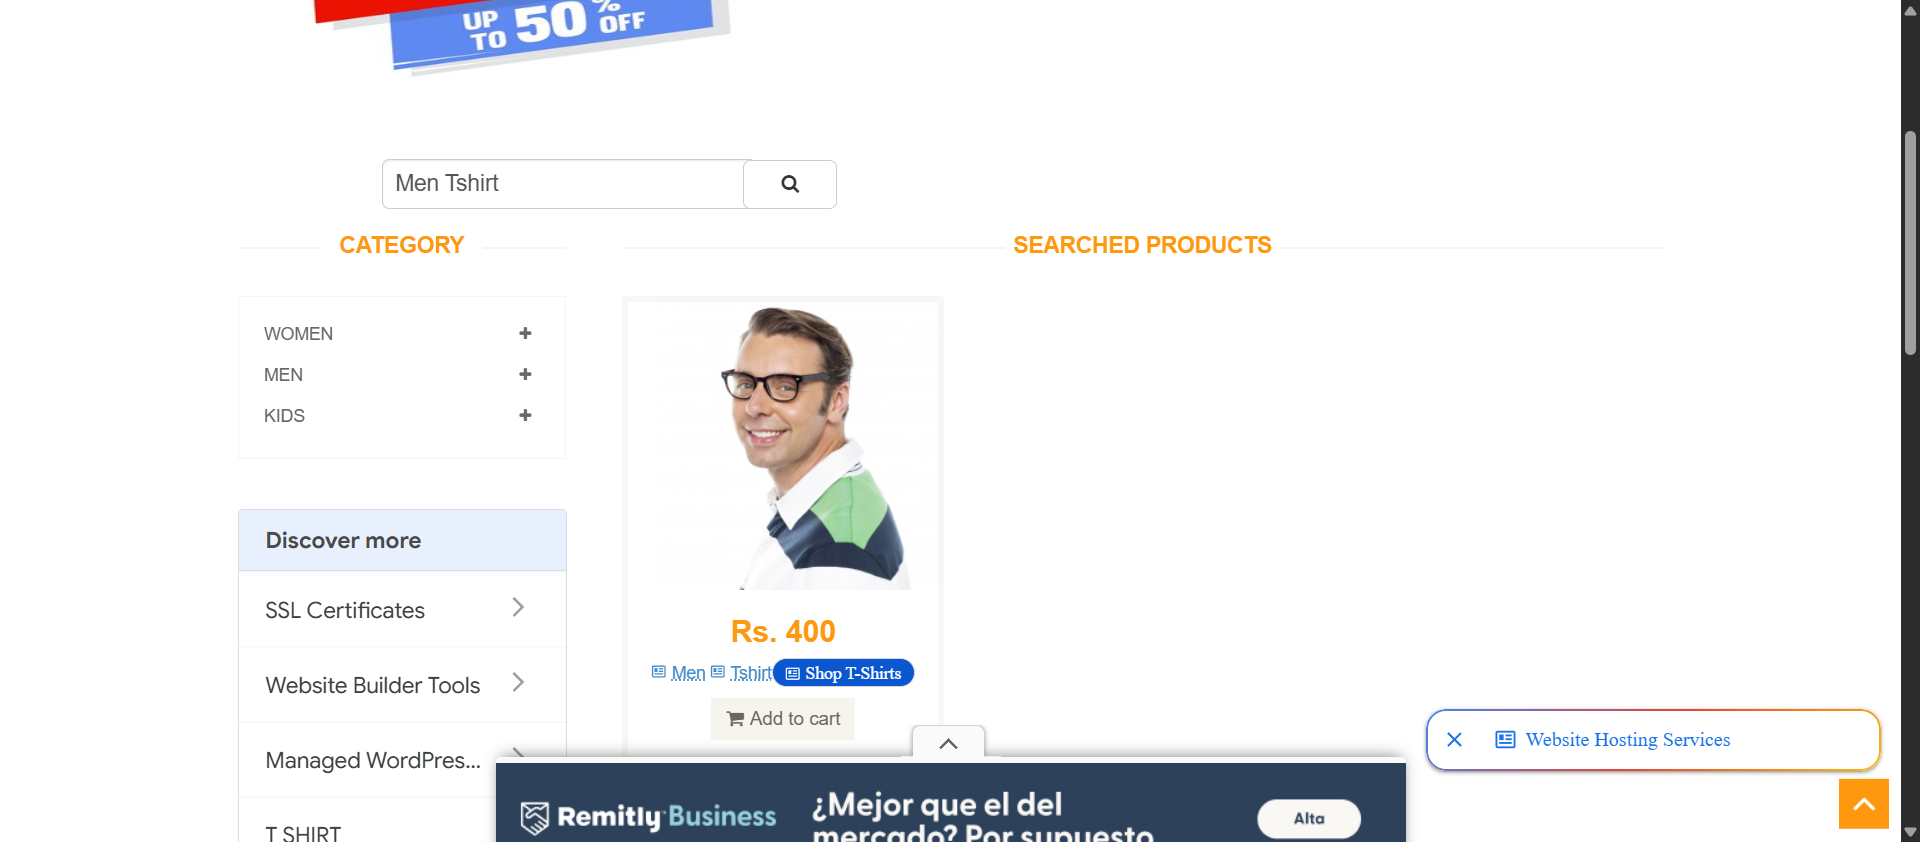 UP
TO 50% OFF
Men Tshirt
CATEGORY
SEARCHED PRODUCTS
WOMEN
MEN
KIDS
Discover more
SSL Certificates
Website Builder Tools
Managed WordPres...
T SHIRT
Rs. 400
Men Tshirt Shop T-Shirts
Add to cart
Website Hosting Services
Remitly Business
¿Mejor que el del
mercado? Por supuesto
Alta